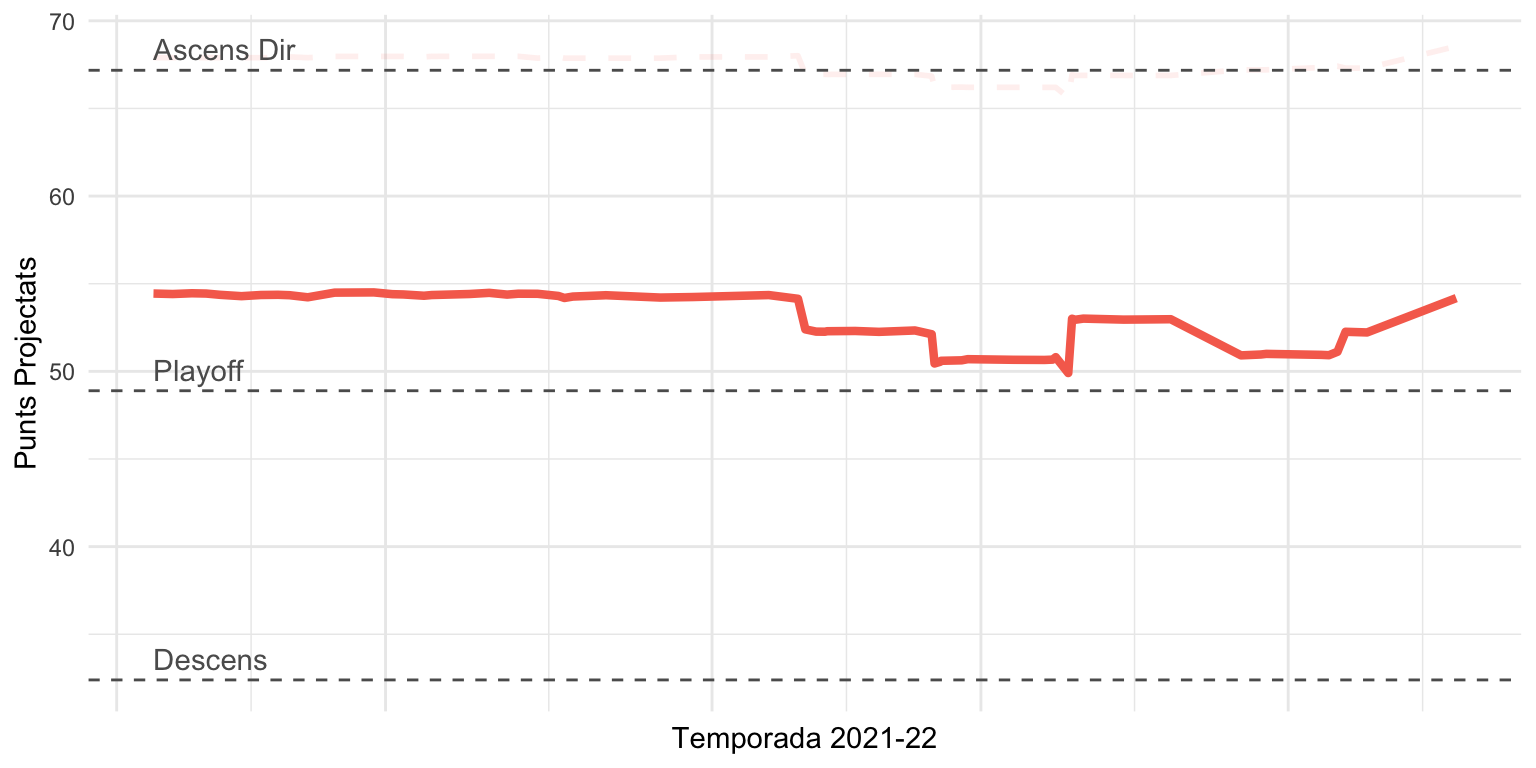 70
Ascens Dir
60
Punts Projectats
50
Playoff
40
Descens
Temporada 2021-22